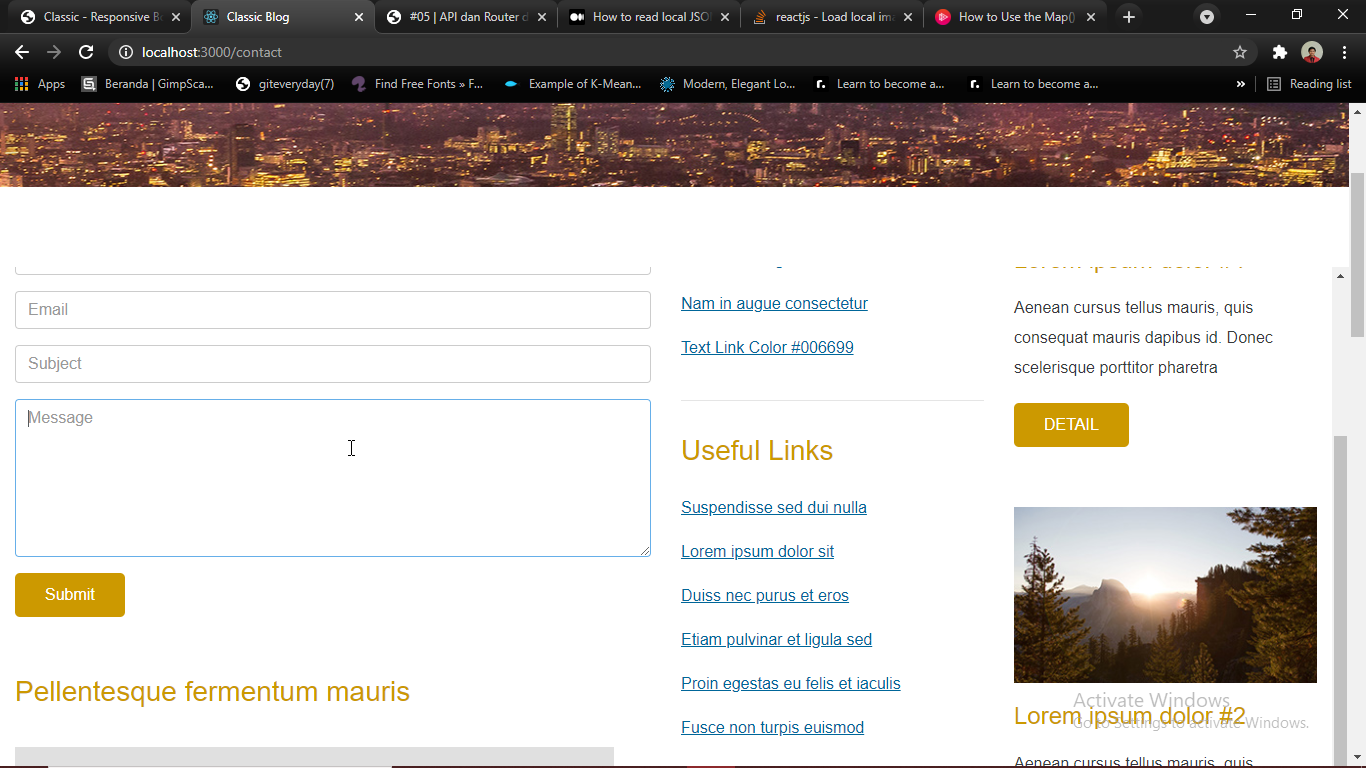 Classic - Responsive Bo
Classic Blog
#05 | API dan Router d
How to read local JSO
reactjs - Load local ima
How to Use the Map()
localhost:3000/contact
Apps
Beranda | GimpSca...
giteveryday(7)
Find Free Fonts » F...
Example of K-Mean...
Modern, Elegant Lo...
Learn to become a...
Learn to become a...
»
Reading list
Email
Subject
Message
Submit
Pellentesque fermentum mauris
Nam in augue consectetur
Text Link Color #006699
Useful Links
Suspendisse sed dui nulla
Lorem ipsum dolor sit
Duiss nec purus et eros
Etiam pulvinar et ligula sed
Proin egestas eu felis et iaculis
Fusce non turpis euismod
Aenean cursus tellus mauris, quis
consequat mauris dapibus id. Donec
scelerisque porttitor pharetra
DETAIL
Lorem ipsum dolor #2
Aenean cursus tellus mauris, quis
Activate Windows
Go to Settings to activate Windows.